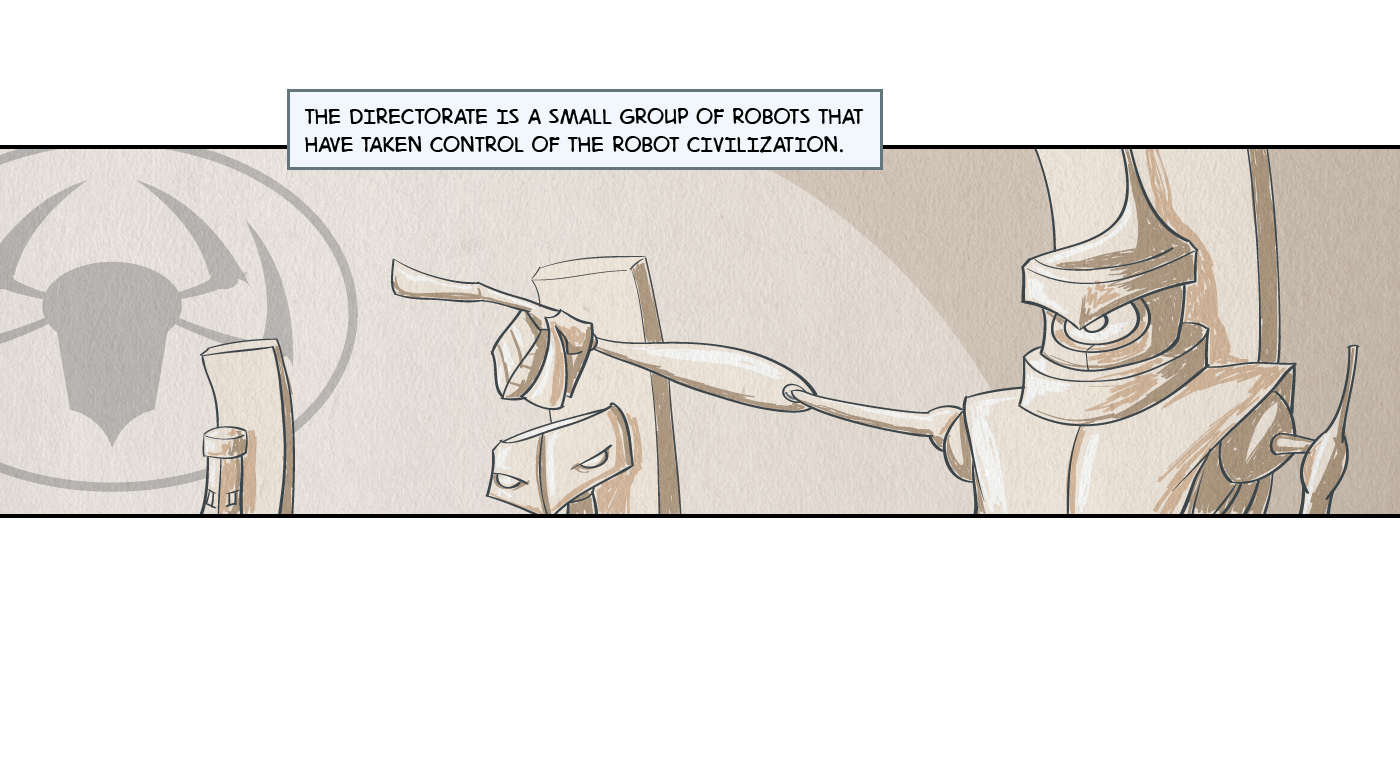 THE DIRECTORATE IS A SMALL GROUP OF ROBOTS THAT
HAVE TAKEN CONTROL OF THE ROBOT CIVILIZATION.